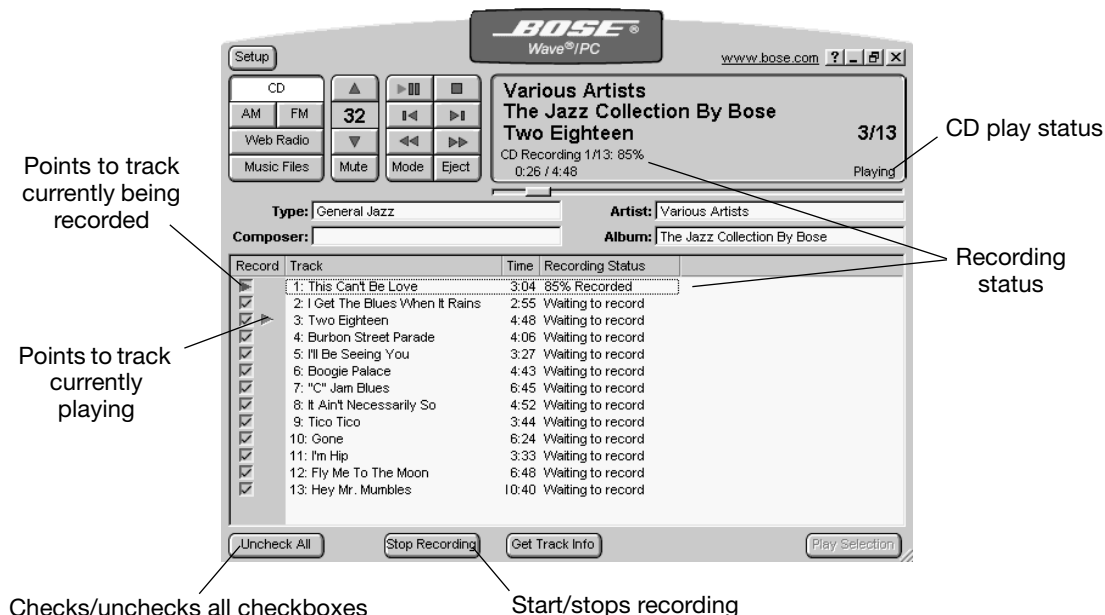 BOSE®
Wave®/PC
Setup
www.bose.com ? _ X
CD
AM FM
Web Radio
Music Files
32
Mute
Mode Eject
Various Artists
The Jazz Collection By Bose
Two Eighteen 3/13
CD Recording 1/13: 85%
0:26 / 4:48 Playing
CD play status
Points to track
currently being
recorded
Type: General Jazz
Artist: Various Artists
Composer:
Album: The Jazz Collection By Bose
Recording
status
Record Track Time Recording Status
1: This Can't Be Love 3:04 85% Recorded
2: I Get The Blues When It Rains 2:55 Waiting to record
3: Two Eighteen 4:48 Waiting to record
4: Burbon Street Parade 4:06 Waiting to record
5: I'll Be Seeing You 3:27 Waiting to record
6: Boogie Palace 4:43 Waiting to record
7: "C" Jam Blues 6:45 Waiting to record
8: It Ain't Necessarily So 4:52 Waiting to record
9: Tico Tico 3:44 Waiting to record
10: Gone 6:24 Waiting to record
11: I'm Hip 3:33 Waiting to record
12: Fly Me To The Moon 6:48 Waiting to record
13: Hey Mr. Mumbles 10:40 Waiting to record
Points to track
currently
playing
Uncheck All
Stop Recording
Get Track Info
Play Selection
Checks/unchecks all checkboxes
Start/stops recording